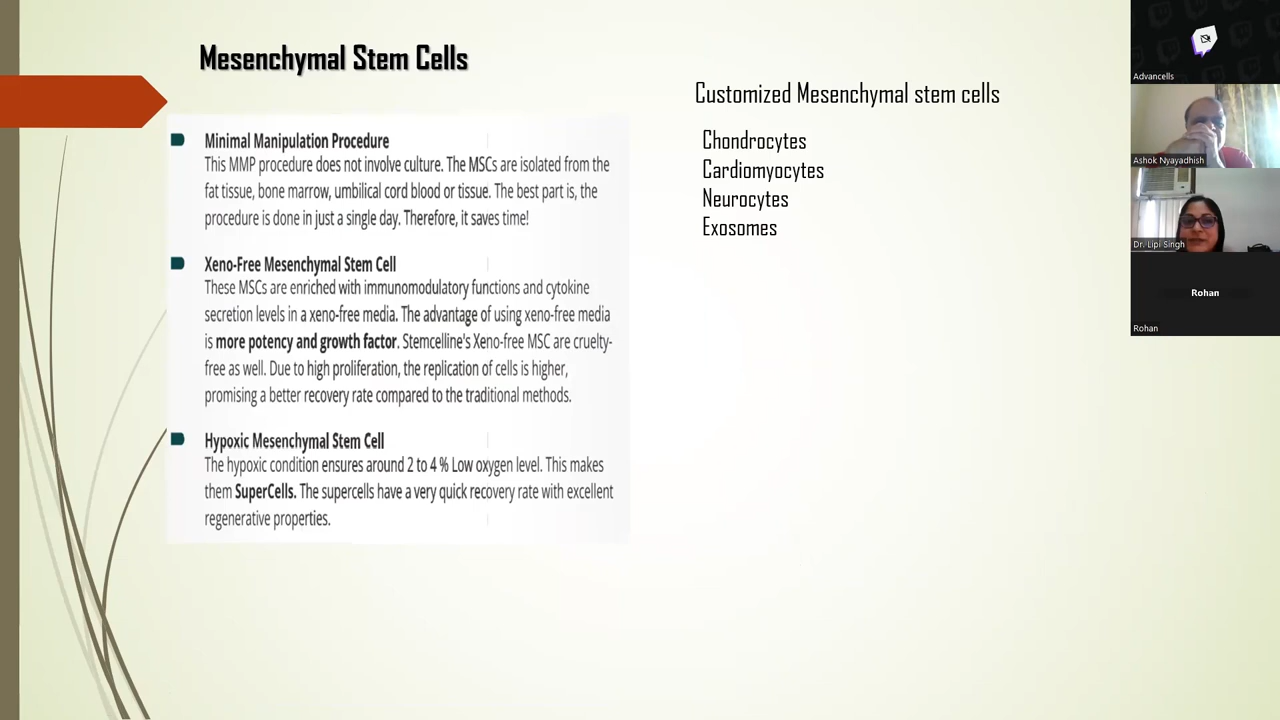 Mesenchymal Stem Cells
Minimal Manipulation Procedure
This MMP procedure does not involve culture. The MSCs are isolated from the
fat tissue, bone marrow, umbilical cord blood or tissue. The best part is, the
procedure is done in just a single day. Therefore, it saves time!
Xeno-Free Mesenchymal Stem Cell
These MSCs are enriched with immunomodulatory functions and cytokine
secretion levels in a xeno-free media. The advantage of using xeno-free media
is more potency and growth factor. Stemcelline's Xeno-free MSC are cruelty-
free as well. Due to high proliferation, the replication of cells is higher,
promising a better recovery rate compared to the traditional methods.
Hypoxic Mesenchymal Stem Cell
The hypoxic condition ensures around 2 to 4 % Low oxygen level. This makes
them SuperCells. The supercells have a very quick recovery rate with excellent
regenerative properties.
Customized Mesenchymal stem cells
Chondrocytes
Cardiomyocytes
Neurocytes
Exosomes
Advancells
Ashok Nyayadhish
Dr. Lipi Singh
Rohan
Rohan